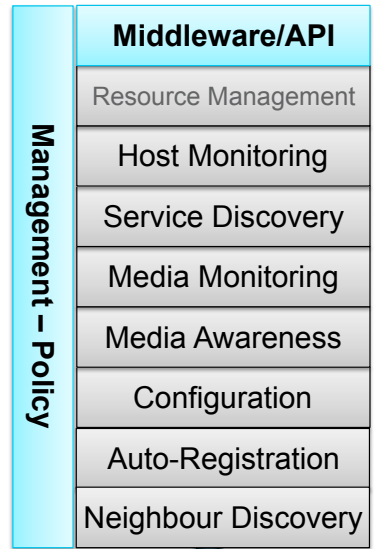 Middleware/API
Management – Policy
Resource Management
Host Monitoring
Service Discovery
Media Monitoring
Media Awareness
Configuration
Auto-Registration
Neighbour Discovery